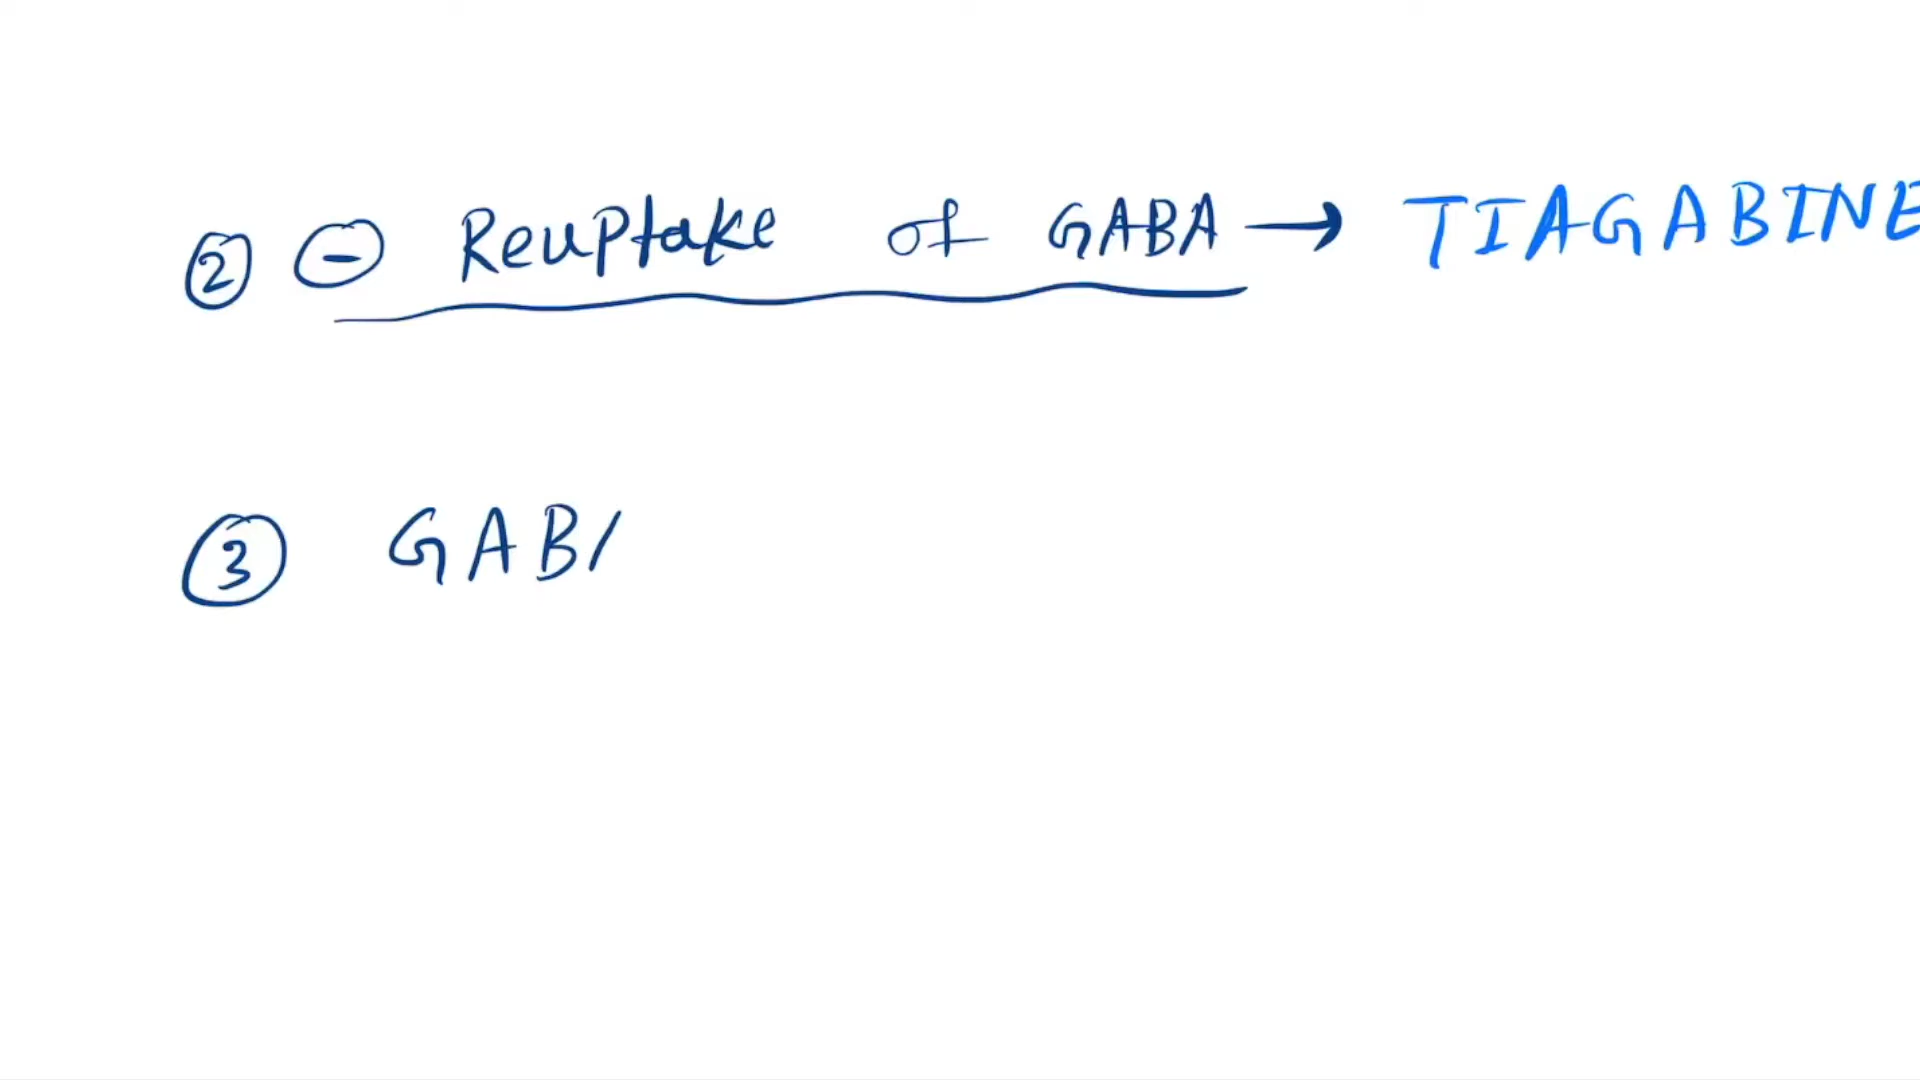 ② ⊖ Reuptake of GABA → TIAGABINE
③ GAB